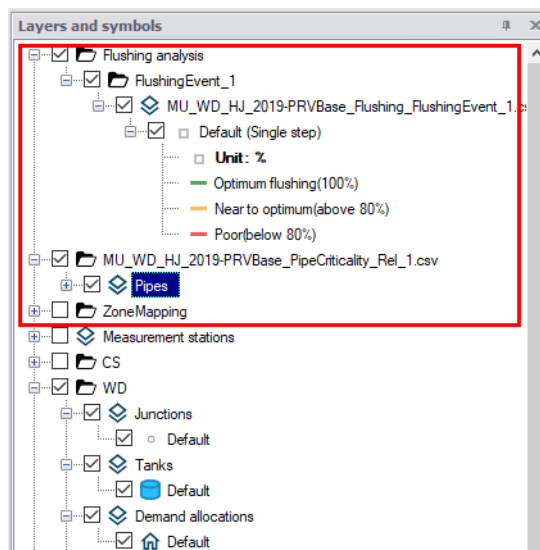 Layers and symbols
Flushing analysis
FlushingEvent_1
MU_WD_HJ_2019-PRVBase_Flushing_FlushingEvent_1.c
Default (Single step)
Unit: %
Optimum flushing(100%)
Near to optimum(above 80%)
Poor(below 80%)
MU_WD_HJ_2019-PRVBase_PipeCriticality_Rel_1.csv
Pipes
ZoneMapping
Measurement stations
CS
WD
Junctions
Default
Tanks
Default
Demand allocations
Default